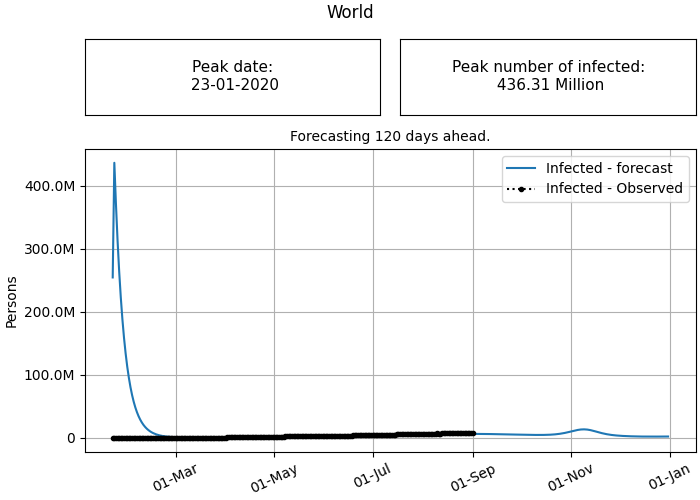 World
Peak date:
23-01-2020
Peak number of infected:
436.31 Million
Forecasting 120 days ahead.
Infected - forecast
Infected - Observed
400.0M
300.0M
200.0M
100.0M
0
Persons
01-Mar
01-May
01-Jul
01-Sep
01-Nov
01-Jan